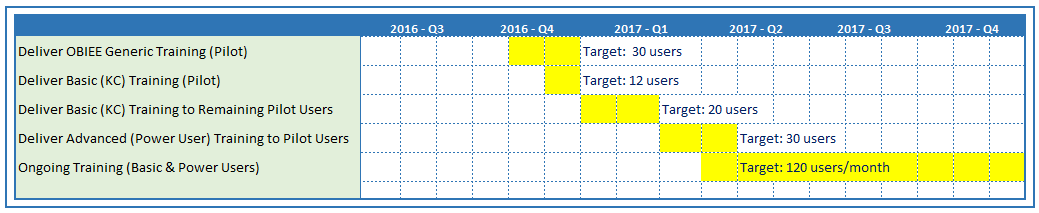 2016 - Q3 2016 - Q4 2017 - Q1 2017 - Q2 2017 - Q3 2017 - Q4
Deliver OBIEE Generic Training (Pilot) Target:  30 users
Deliver Basic (KC) Training (Pilot) Target: 12 users
Deliver Basic (KC) Training to Remaining Pilot Users Target: 20 users
Deliver Advanced (Power User) Training to Pilot Users Target: 30 users
Ongoing Training (Basic & Power Users) Target: 120 users/month